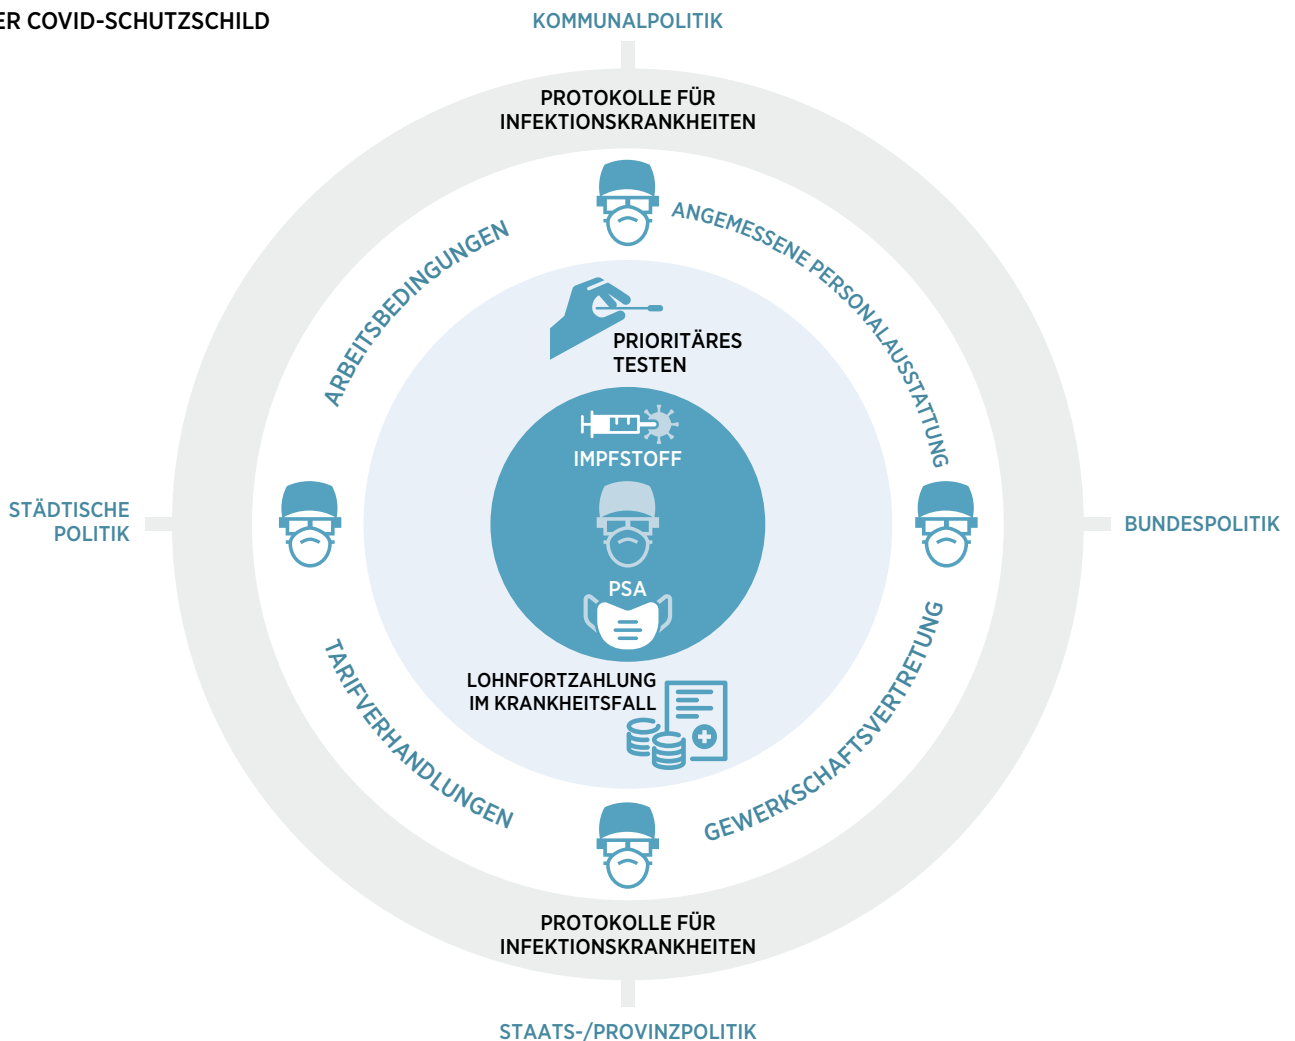 ER COVID-SCHUTZSCHILD
KOMMUNALPOLITIK
PROTOKOLLE FÜR
INFEKTIONSKRANKHEITEN
ARBEITSBEDINGUNGEN
ANGEMESSENE PERSONALAUSSTATTUNG
PRIORITÄRES
TESTEN
IMPFSTOFF
STÄDTISCHE
POLITIK
BUNDESPOLITIK
PSA
LOHNFORTZAHLUNG
IM KRANKHEITSFALL
TARIFVERHANDLUNGEN
GEWERKSCHAFTSVERTRETUNG
PROTOKOLLE FÜR
INFEKTIONSKRANKHEITEN
STAATS-/PROVINZPOLITIK